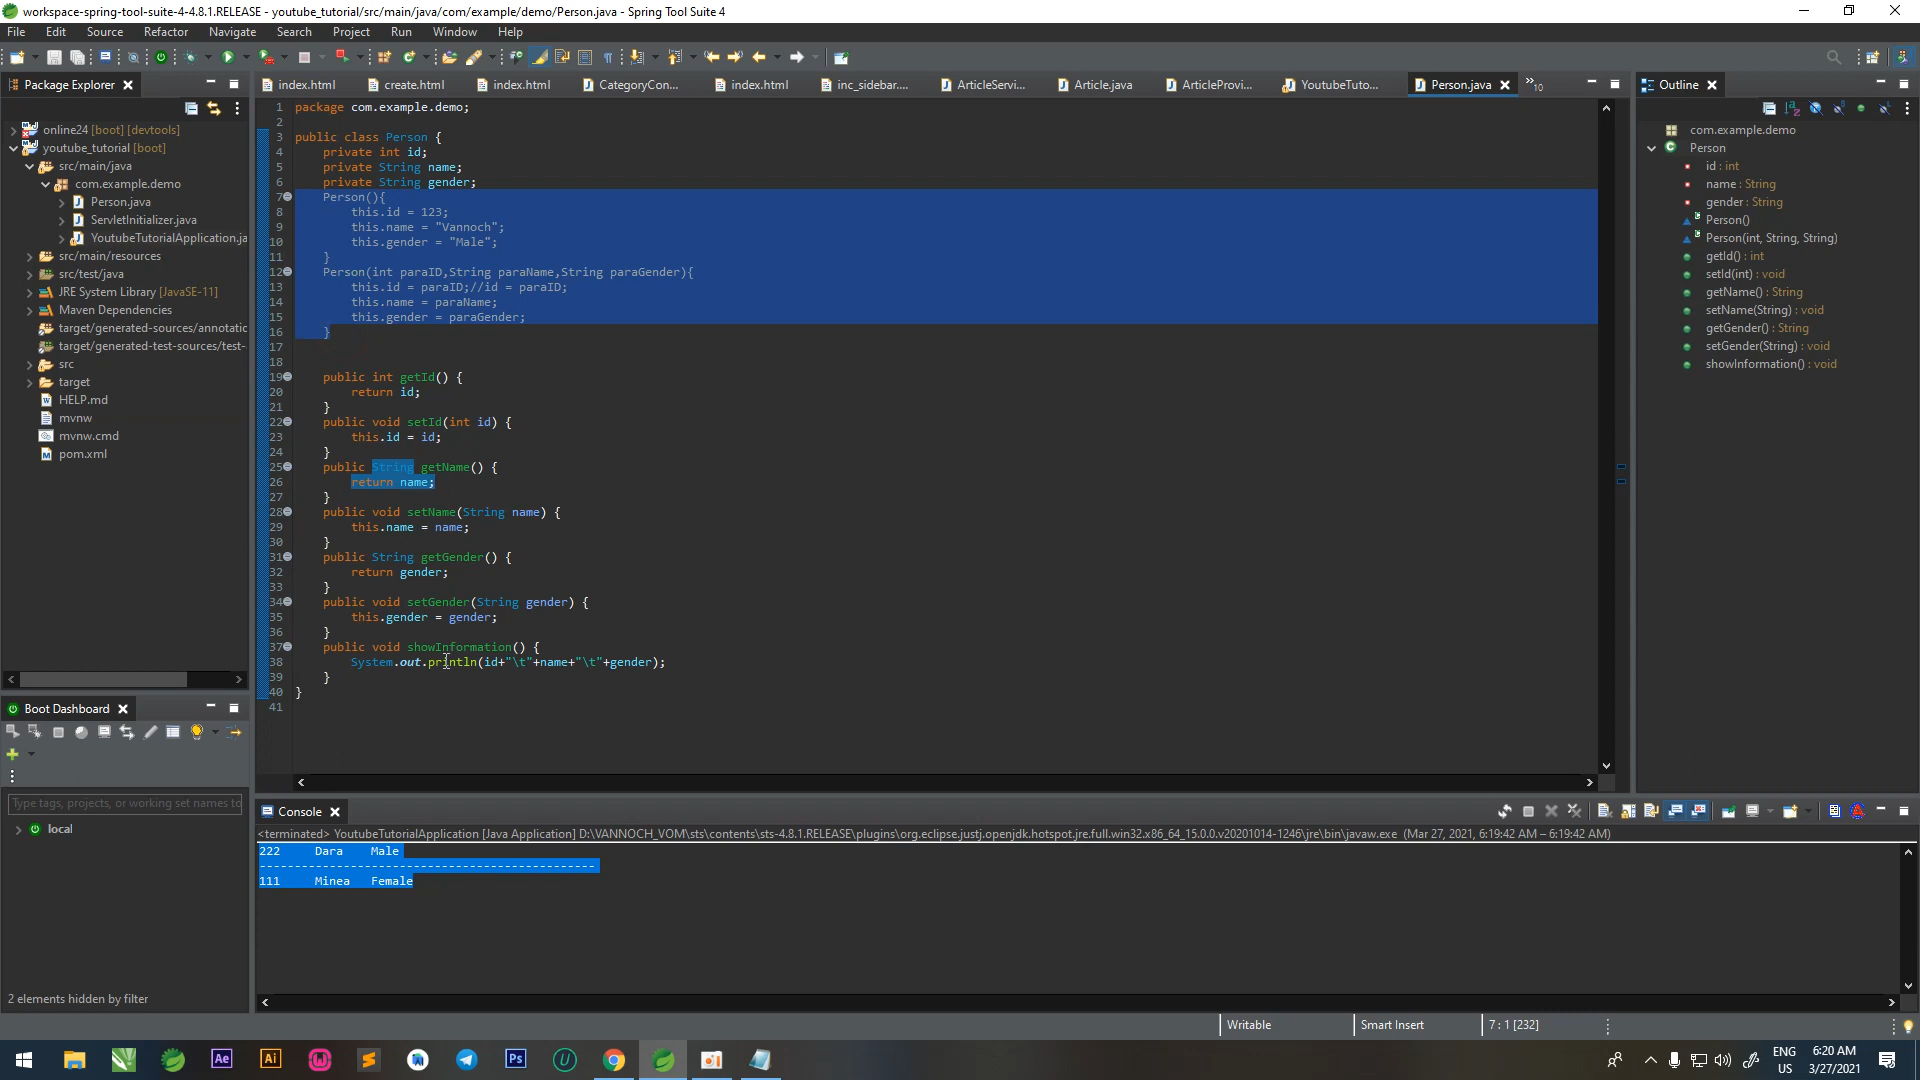 workspace-spring-tool-suite-4-4.8.1.RELEASE - youtube_tutorial/src/main/java/com/example/demo/Person.java - Spring Tool Suite 4
File Edit Source Refactor Navigate Search Project Run Window Help
Package Explorer
index.html create.html index.html CategoryCon... index.html inc_sidebar.... ArticleServi... Article.java ArticleProvi... YoutubeTuto... Person.java »10
Outline
online24 [boot] [devtools]
youtube_tutorial [boot]
src/main/java
com.example.demo
Person.java
ServletInitializer.java
YoutubeTutorialApplication.ja
src/main/resources
src/test/java
JRE System Library [JavaSE-11]
Maven Dependencies
target/generated-sources/annotatic
target/generated-test-sources/test-
src
target
HELP.md
mvnw
mvnw.cmd
pom.xml
1 package com.example.demo;
2
3 public class Person {
4 private int id;
5 private String name;
6 private String gender;
7 Person(){
8 this.id = 123;
9 this.name = "Vannoch";
10 this.gender = "Male";
11 }
12 Person(int paraID,String paraName,String paraGender){
13 this.id = paraID;//id = paraID;
14 this.name = paraName;
15 this.gender = paraGender;
16 }
17
18
19 public int getId() {
20 return id;
21 }
22 public void setId(int id) {
23 this.id = id;
24 }
25 public String getName() {
26 return name;
27 }
28 public void setName(String name) {
29 this.name = name;
30 }
31 public String getGender() {
32 return gender;
33 }
34 public void setGender(String gender) {
35 this.gender = gender;
36 }
37 public void showInformation() {
38 System.out.println(id+"\t"+name+"\t"+gender);
39 }
40 }
41
com.example.demo
Person
id : int
name : String
gender : String
Person()
Person(int, String, String)
getId() : int
setId(int) : void
getName() : String
setName(String) : void
getGender() : String
setGender(String) : void
showInformation() : void
Boot Dashboard
Type tags, projects, or working set names to
local
2 elements hidden by filter
Console
<terminated> YoutubeTutorialApplication [Java Application] D:\VANNOCH_VOM\sts\contents\sts-4.8.1.RELEASE\plugins\org.eclipse.justj.openjdk.hotspot.jre.full.win32.x86_64_15.0.0.v20201014-1246\jre\bin\javaw.exe (Mar 27, 2021, 6:19:42 AM – 6:19:42 AM)
222 Dara Male
------------------------------------------------
111 Minea Female
Writable Smart Insert 7 : 1 [232]
Ae Ai Ps
ENG
US
6:20 AM
3/27/2021